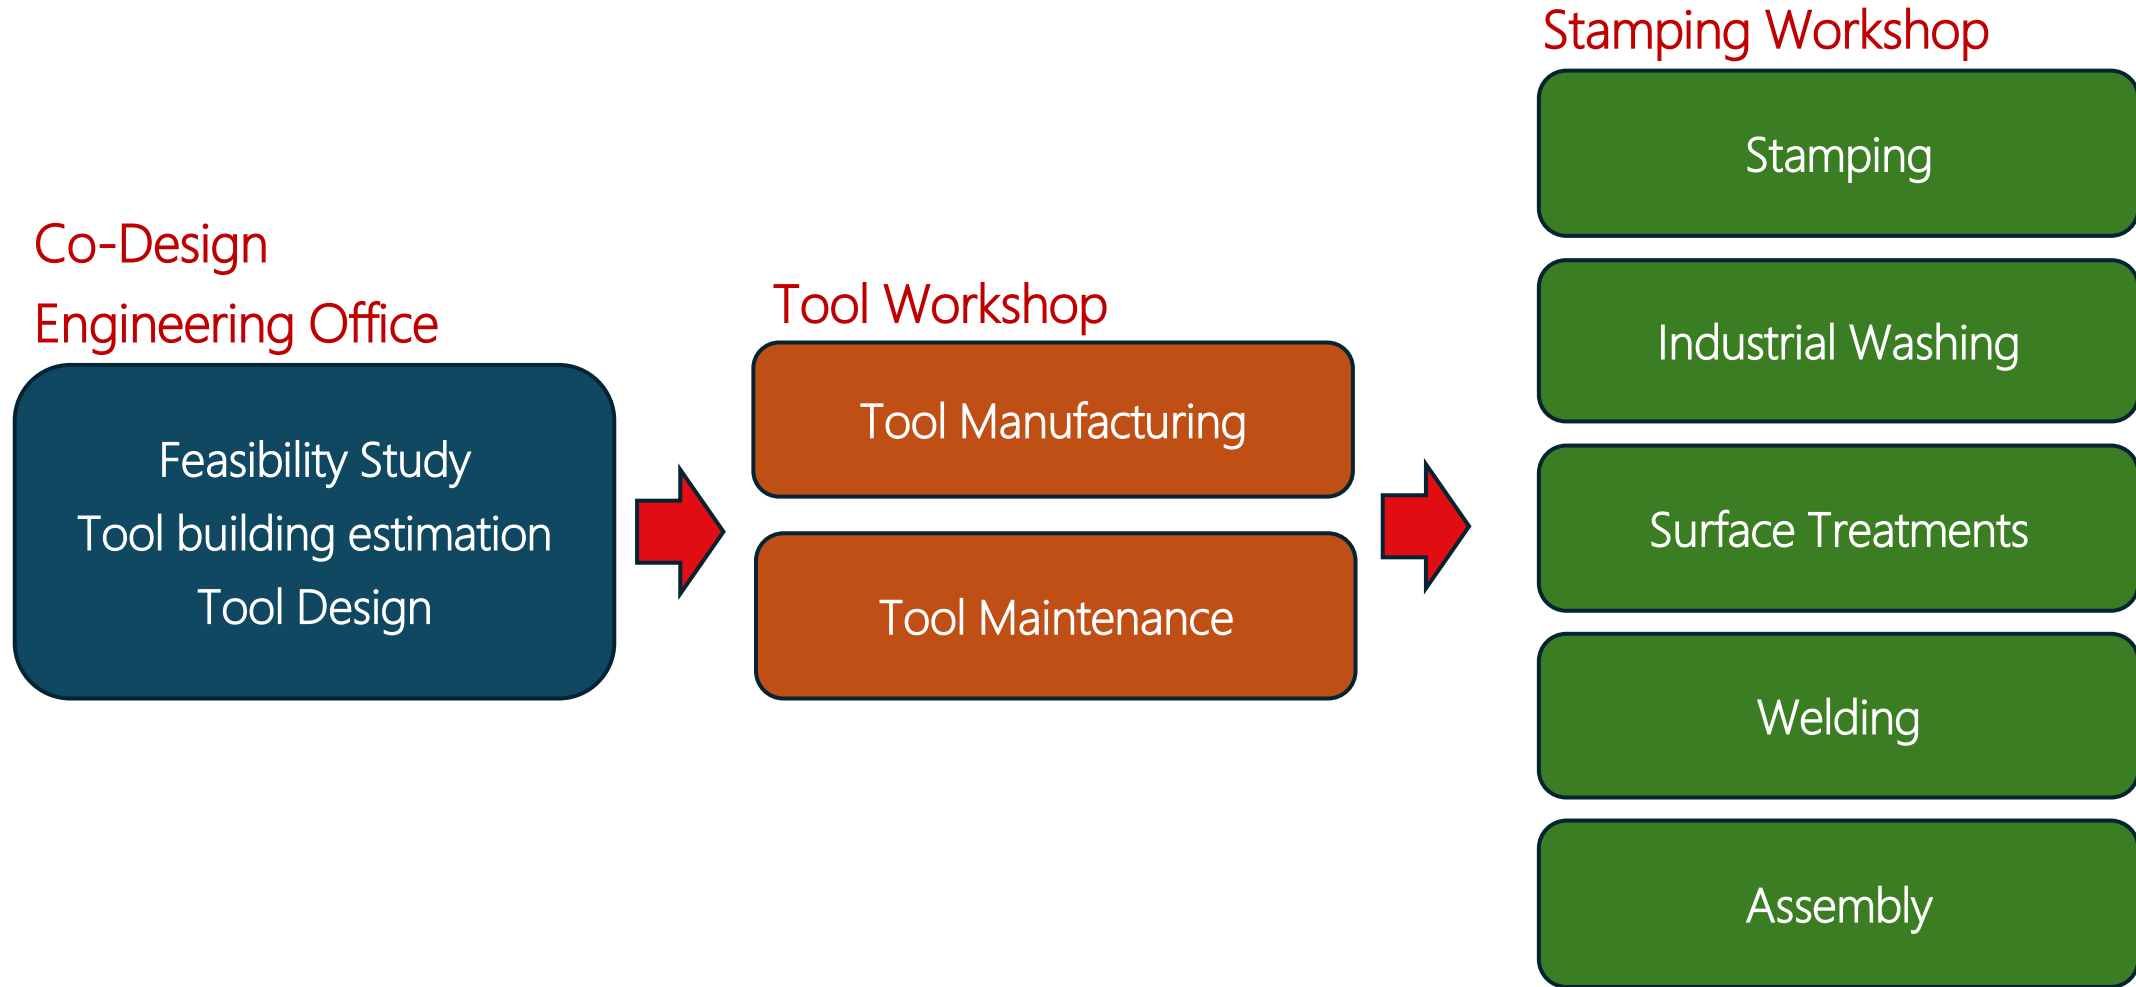 Co-Design
Engineering Office
Feasibility Study
Tool building estimation
Tool Design
Tool Workshop
Tool Manufacturing
Tool Maintenance
Stamping Workshop
Stamping
Industrial Washing
Surface Treatments
Welding
Assembly